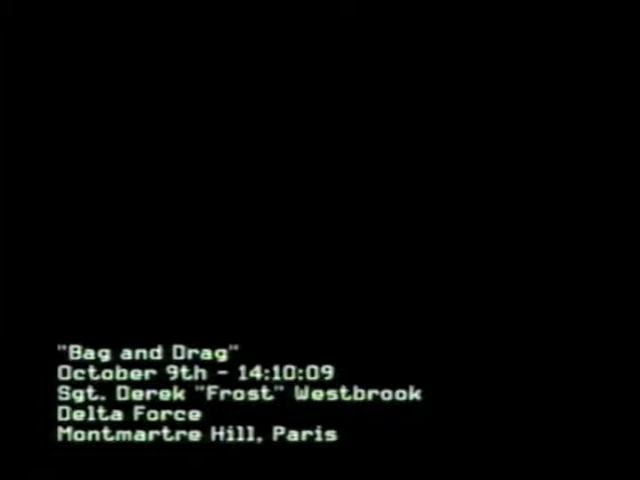 "Bag and Drag"
October 9th - 14:10:09
Sgt. Derek "Frost" Westbrook
Delta Force
Montmartre Hill, Paris